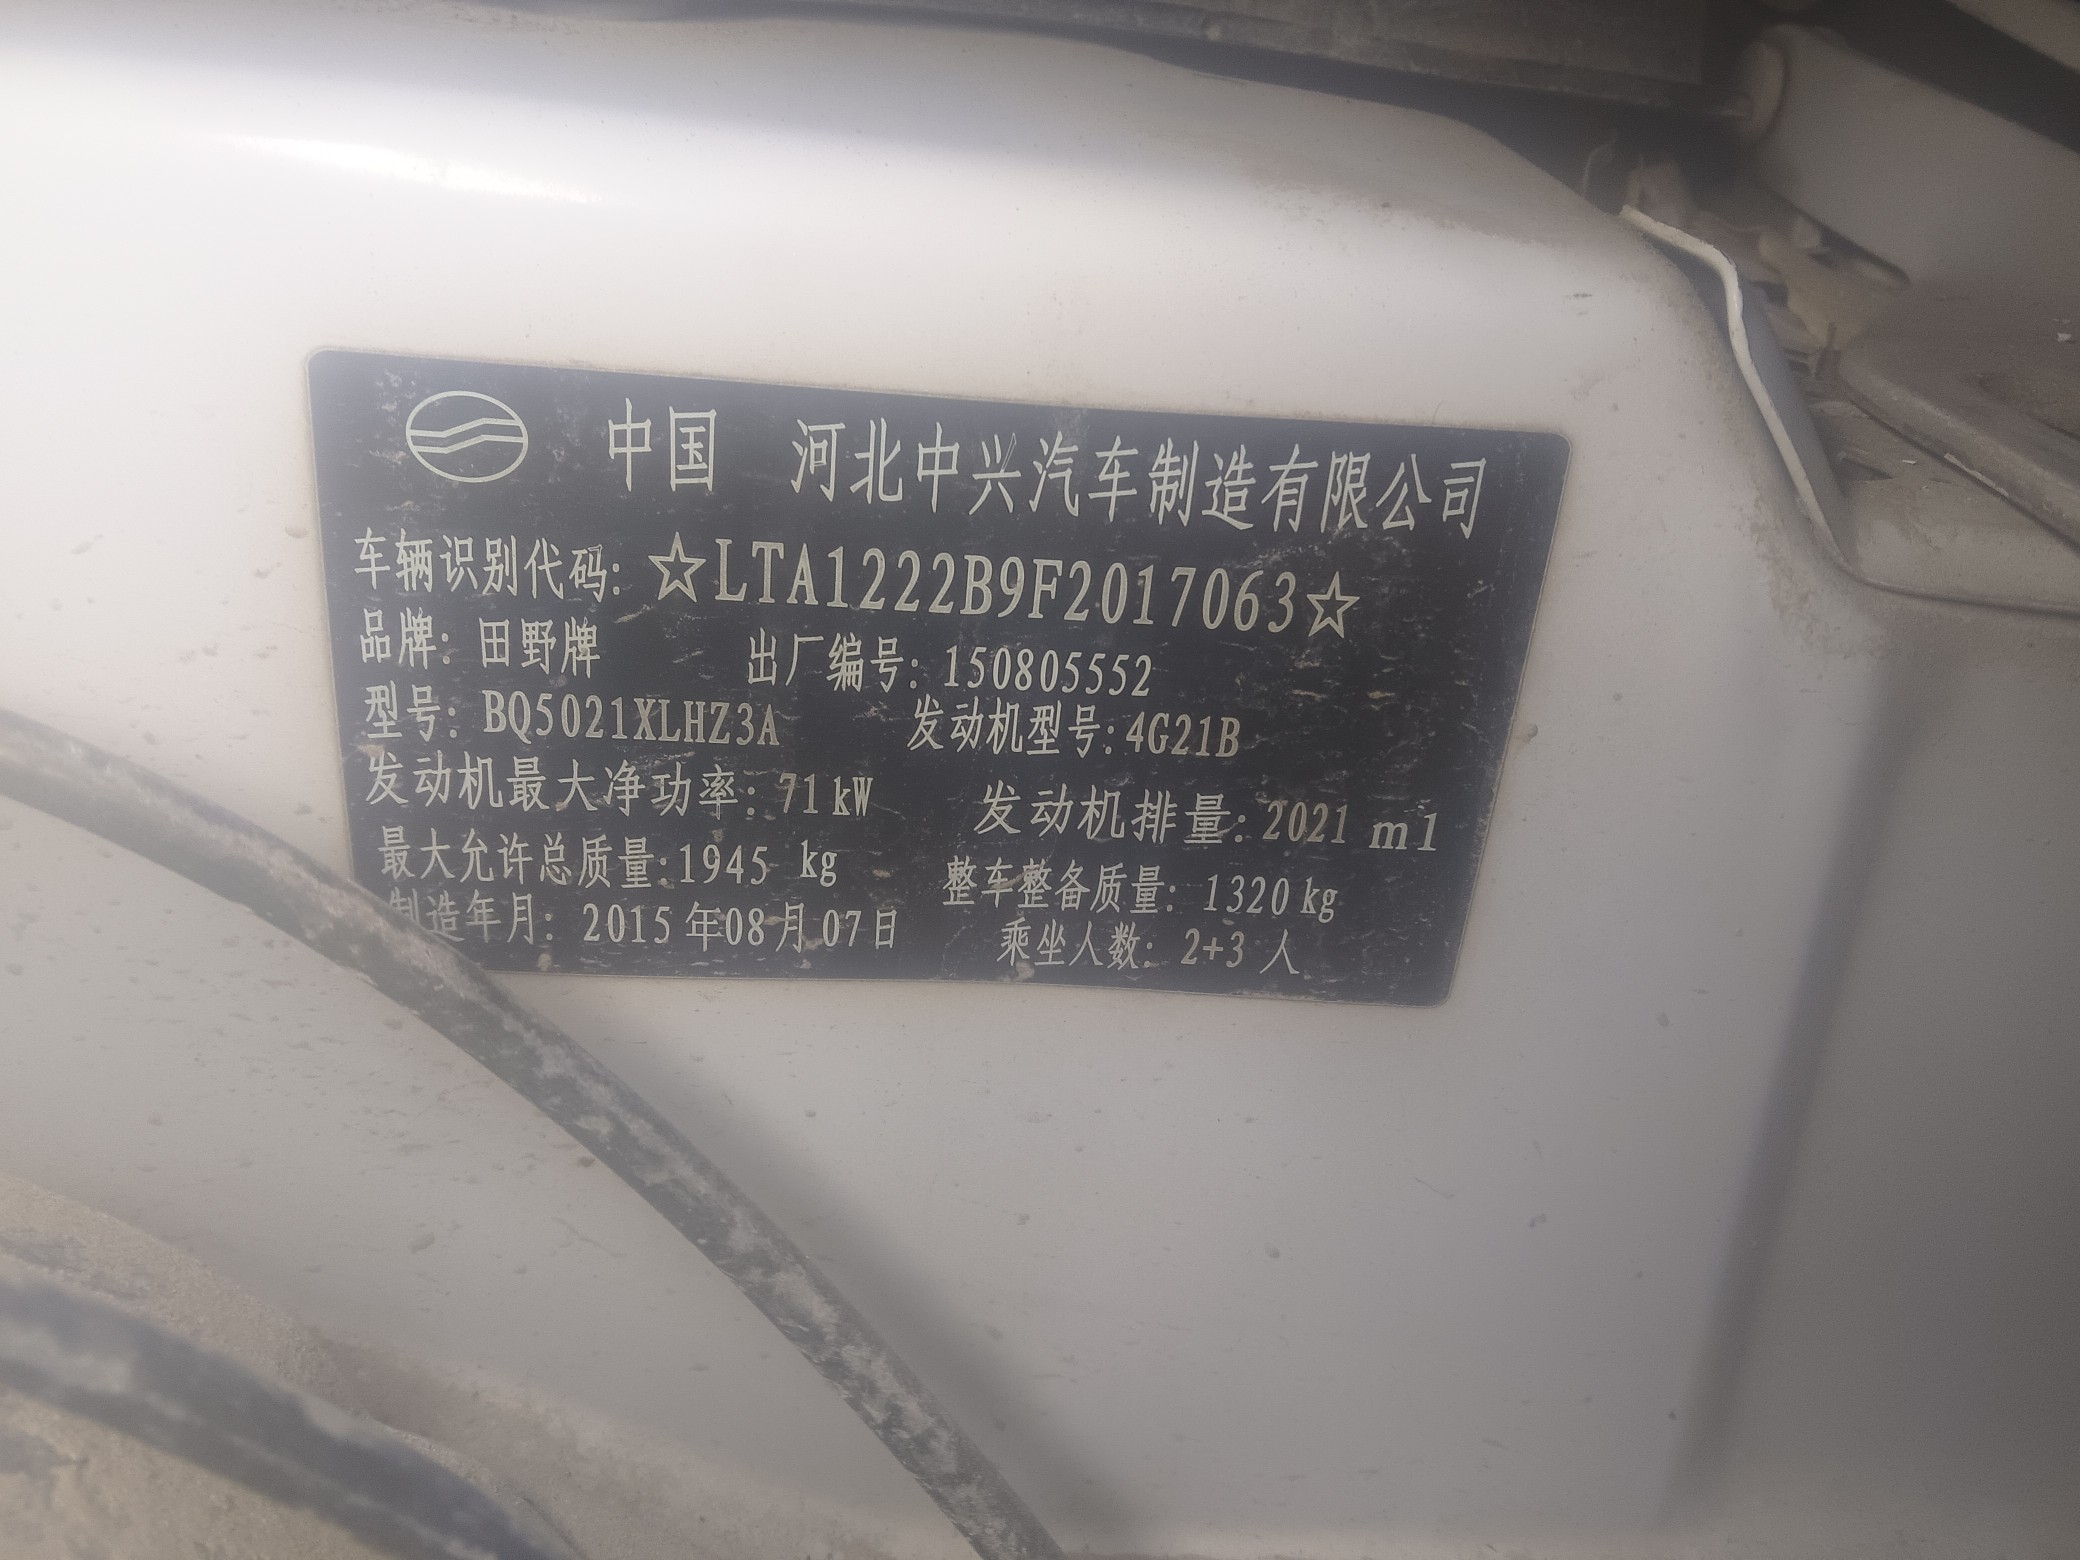 中国 河北中兴汽车制造有限公司
车辆识别代码: ☆LTA1222B9F2017063☆
品牌: 田野牌 出厂编号: 150805552
型号: BQ5021XLHZ3A 发动机型号: 4G21B
发动机最大净功率: 71kW 发动机排量: 2021 ml
最大允许总质量: 1945 kg 整车整备质量: 1320 kg
制造年月: 2015年08月07日 乘坐人数: 2+3 人